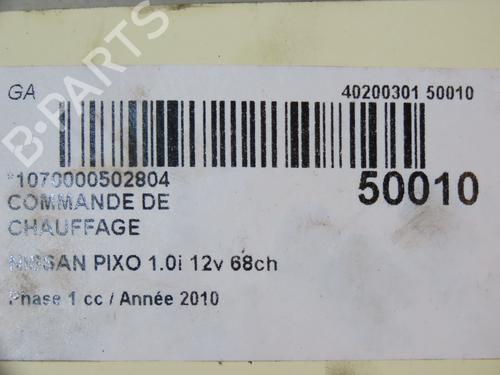 GA
40200301 50010
*1070000502804
50010
COMMANDE DE
CHAUFFAGE
NISSAN PIXO 1.0i 12v 68ch
Phase 1 cc / Année 2010
B-PARTS